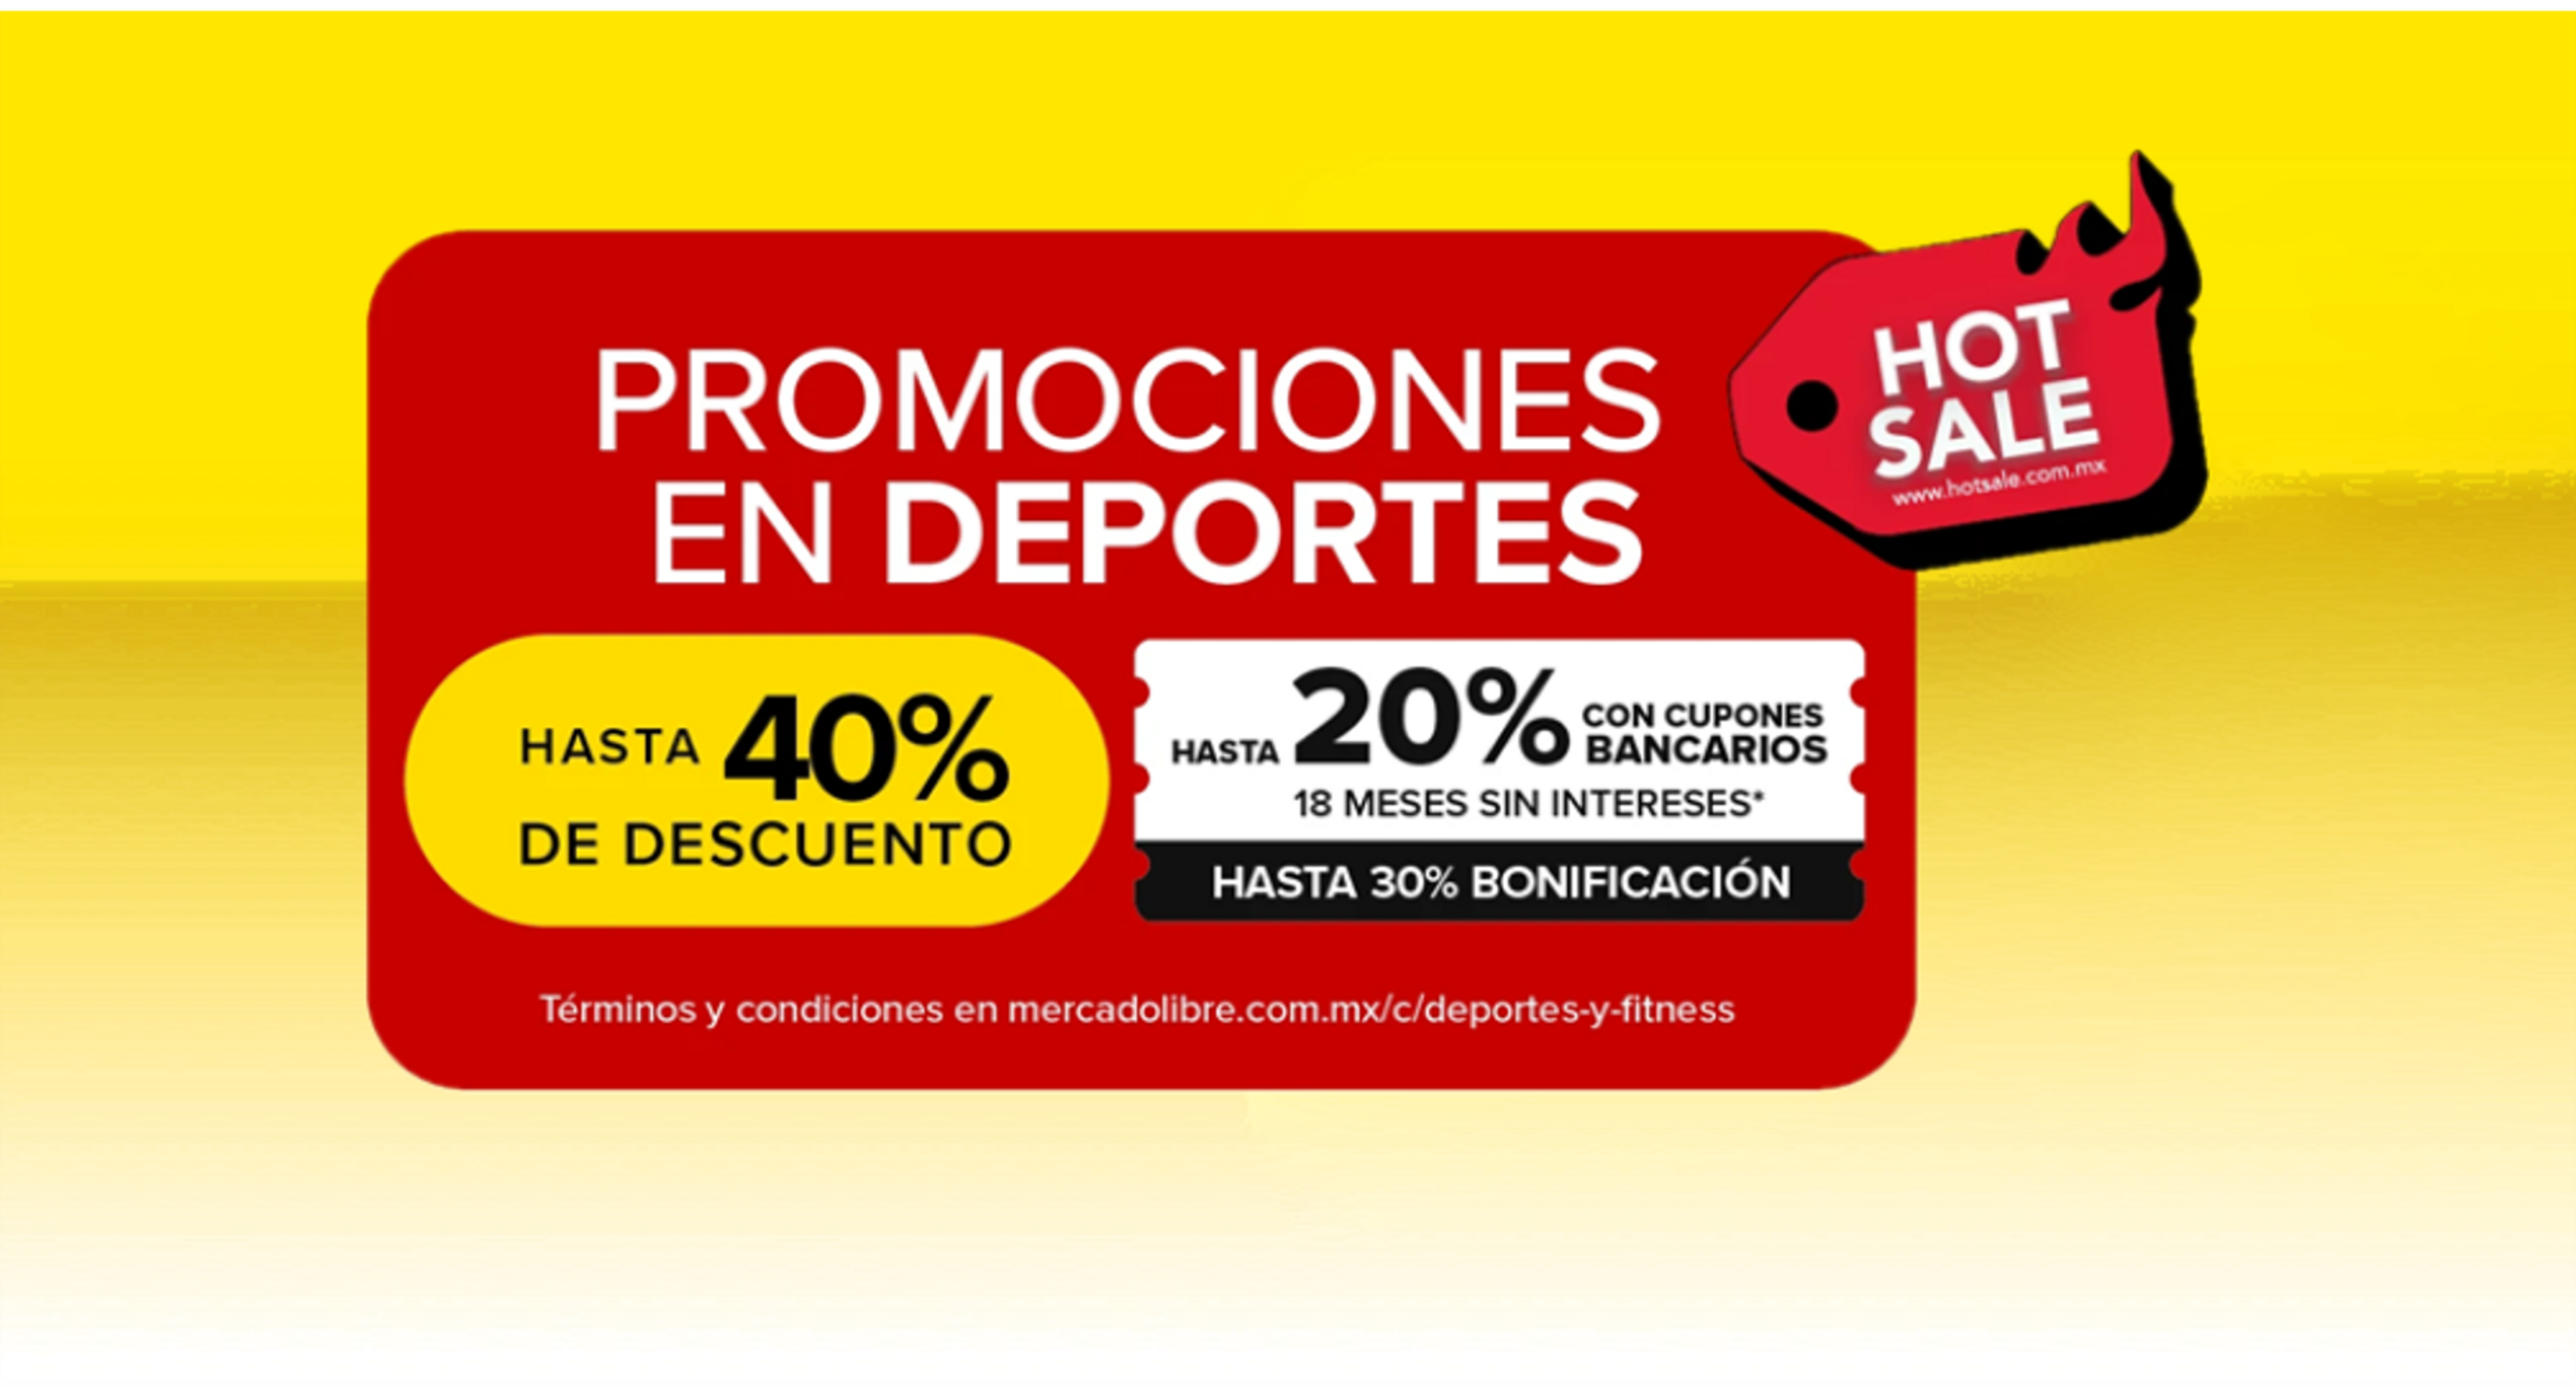 PROMOCIONES
EN DEPORTES
HOT
SALE
www.hotsale.com.mx
HASTA 40%
DE DESCUENTO
HASTA 20% CON CUPONES
BANCARIOS
18 MESES SIN INTERESES*
HASTA 30% BONIFICACIÓN
Términos y condiciones en mercadolibre.com.mx/c/deportes-y-fitness